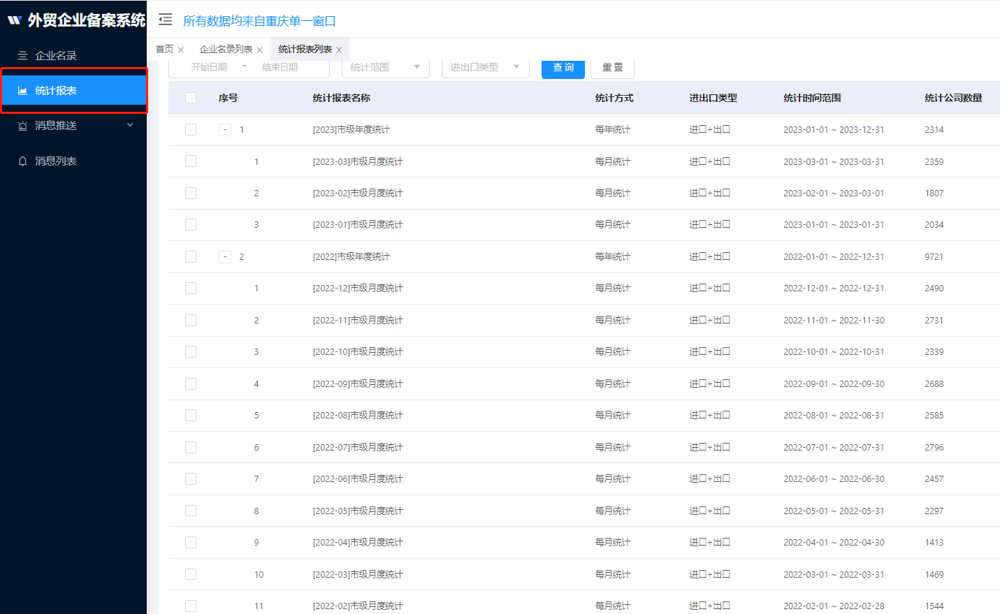 外贸企业备案系统
企业名录
统计报表
消息推送
消息列表
所有数据均来自重庆单一窗口
首页 企业名录列表 统计报表列表
开始日期 ~ 结束日期 统计范围 进出口类型 查询 重置
序号 统计报表名称 统计方式 进出口类型 统计时间范围 统计公司数量
- 1 [2023]市级年度统计 每年统计 进口+出口 2023-01-01 ~ 2023-12-31 2314
1 [2023-03]市级月度统计 每月统计 进口+出口 2023-03-01 ~ 2023-03-31 2359
2 [2023-02]市级月度统计 每月统计 进口+出口 2023-02-01 ~ 2023-03-01 1807
3 [2023-01]市级月度统计 每月统计 进口+出口 2023-01-01 ~ 2023-01-31 2034
- 2 [2022]市级年度统计 每年统计 进口+出口 2022-01-01 ~ 2022-12-31 9721
1 [2022-12]市级月度统计 每月统计 进口+出口 2022-12-01 ~ 2022-12-31 2490
2 [2022-11]市级月度统计 每月统计 进口+出口 2022-11-01 ~ 2022-11-30 2731
3 [2022-10]市级月度统计 每月统计 进口+出口 2022-10-01 ~ 2022-10-31 2339
4 [2022-09]市级月度统计 每月统计 进口+出口 2022-09-01 ~ 2022-09-30 2688
5 [2022-08]市级月度统计 每月统计 进口+出口 2022-08-01 ~ 2022-08-31 2585
6 [2022-07]市级月度统计 每月统计 进口+出口 2022-07-01 ~ 2022-07-31 2796
7 [2022-06]市级月度统计 每月统计 进口+出口 2022-06-01 ~ 2022-06-30 2457
8 [2022-05]市级月度统计 每月统计 进口+出口 2022-05-01 ~ 2022-05-31 2297
9 [2022-04]市级月度统计 每月统计 进口+出口 2022-04-01 ~ 2022-04-30 1413
10 [2022-03]市级月度统计 每月统计 进口+出口 2022-03-01 ~ 2022-03-31 1469
11 [2022-02]市级月度统计 每月统计 进口+出口 2022-02-01 ~ 2022-02-28 1544